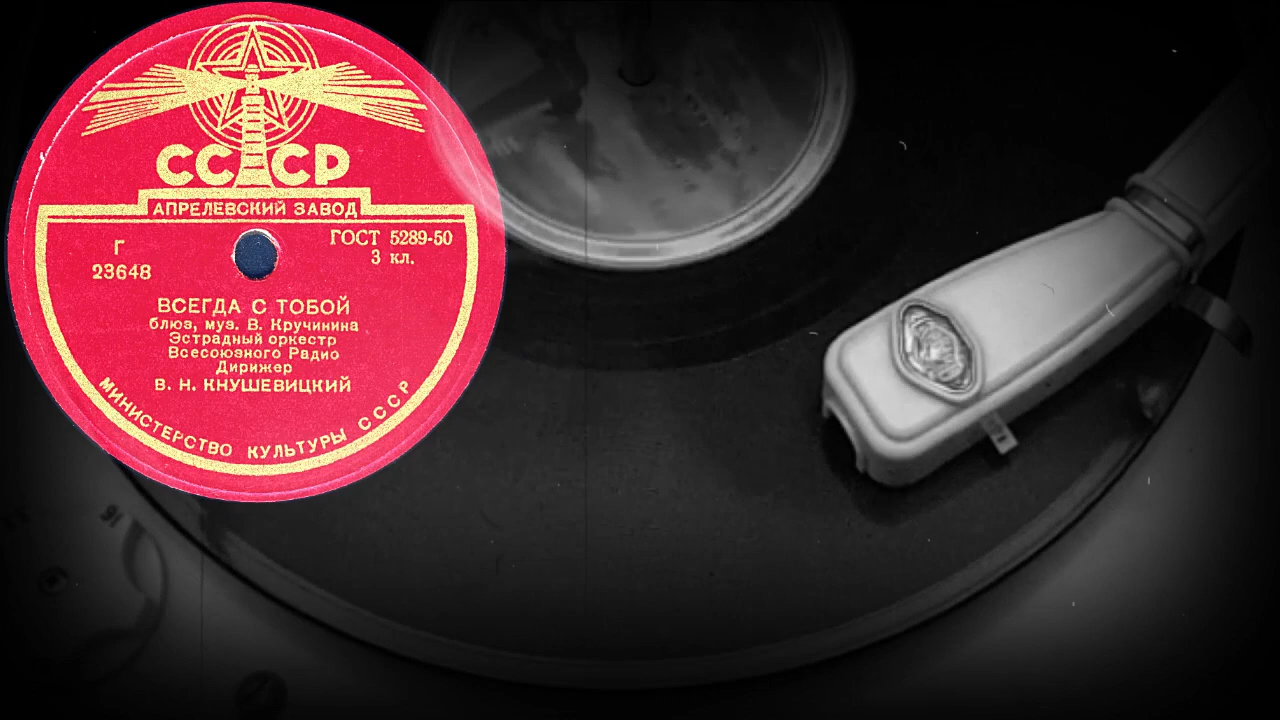 СССР
АПРЕЛЕВСКИЙ ЗАВОД
Г
23648
ГОСТ 5289-50
3 кл.
ВСЕГДА С ТОБОЙ
блюз, муз. В. Кручинина
Эстрадный оркестр
Всесоюзного Радио
Дирижер
В. Н. КНУШЕВИЦКИЙ
МИНИСТЕРСТВО КУЛЬТУРЫ СССР
16